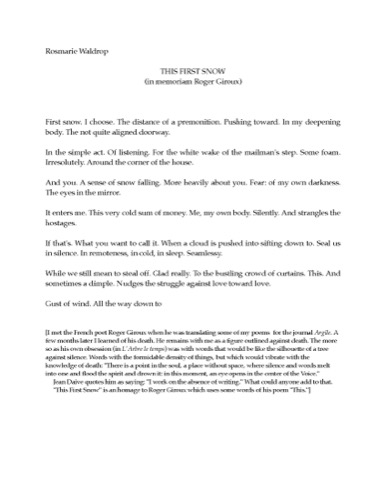 Rosmarie Waldrop
THIS FIRST SNOW
(in memoriam Roger Giroux)
First snow. I choose. The distance of a premonition. Pushing toward. In my deepening
body. The not quite aligned doorway.
In the simple act. Of listening. For the white wake of the mailman's step. Some foam.
Irresolutely. Around the corner of the house.
And you. A sense of snow falling. More heavily about you. Fear: of my own darkness.
The eyes in the mirror.
It enters me. This very cold sum of money. Me, my own body. Silently. And strangles the
hostages.
If that's. What you want to call it. When a cloud is pushed into sifting down to. Seal us
in silence. In remoteness, in cold, in sleep. Seamlessy.
While we still mean to steal off. Glad really. To the bustling crowd of curtains. This. And
sometimes a dimple. Nudges the struggle against love toward love.
Gust of wind. All the way down to
[I met the French poet Roger Giroux when he was translating some of my poems for the journal Argile. A
few months later I learned of his death. He remains with me as a figure outlined against death. The more
so as his own obsession (in L'Arbre le temps) was with words that would be like the silhouette of a tree
against silence. Words with the formidable density of things, but which would vibrate with the
knowledge of death: "There is a point in the soul, a place without space, where silence and words melt
into one and flood the spirit and drown it: in this moment, an eye opens in the center of the Voice."
Jean Daive quotes him as saying: "I work on the absence of writing." What could anyone add to that.
"This First Snow" is an homage to Roger Giroux which uses some words of his poem "This."]